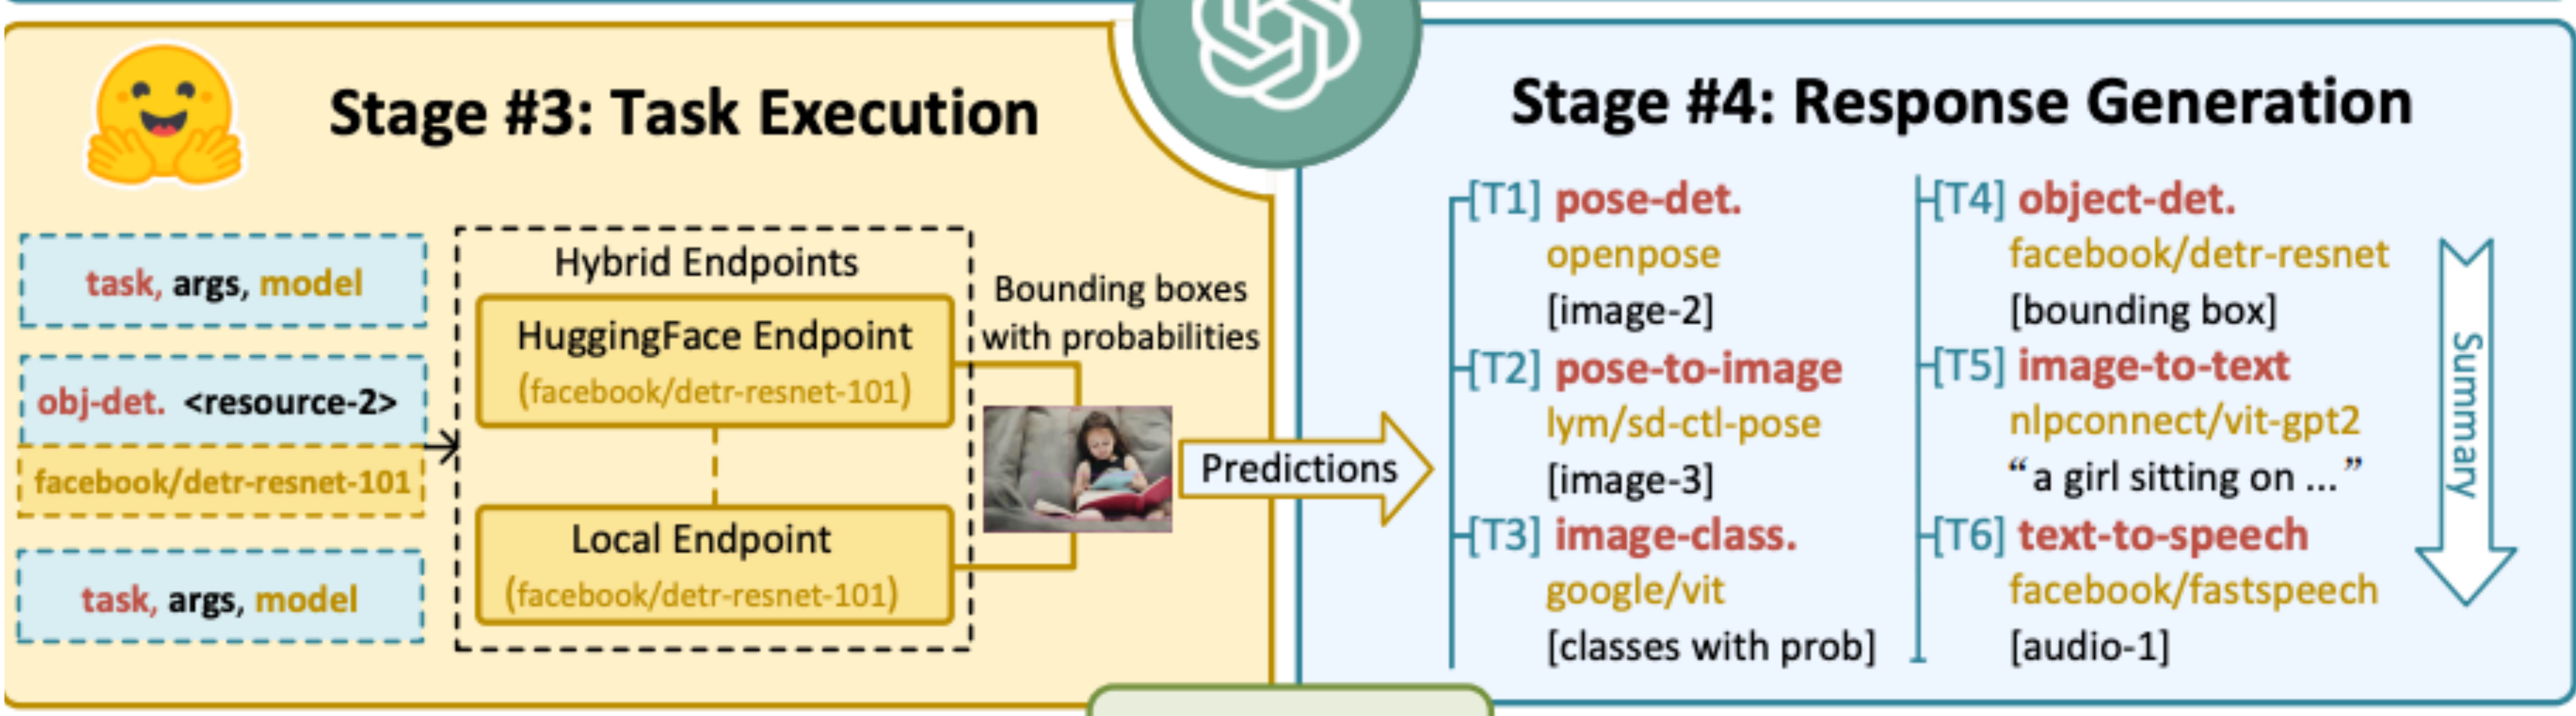 Stage #3: Task Execution
task, args, model
obj-det. <resource-2>
facebook/detr-resnet-101
task, args, model
Hybrid Endpoints
HuggingFace Endpoint
(facebook/detr-resnet-101)
Local Endpoint
(facebook/detr-resnet-101)
Bounding boxes
with probabilities
Predictions
Stage #4: Response Generation
[T1] pose-det.
openpose
[image-2]
[T2] pose-to-image
lym/sd-ctl-pose
[image-3]
[T3] image-class.
google/vit
[classes with prob]
[T4] object-det.
facebook/detr-resnet
[bounding box]
[T5] image-to-text
nlpconnect/vit-gpt2
“a girl sitting on ...”
[T6] text-to-speech
facebook/fastspeech
[audio-1]
Summary